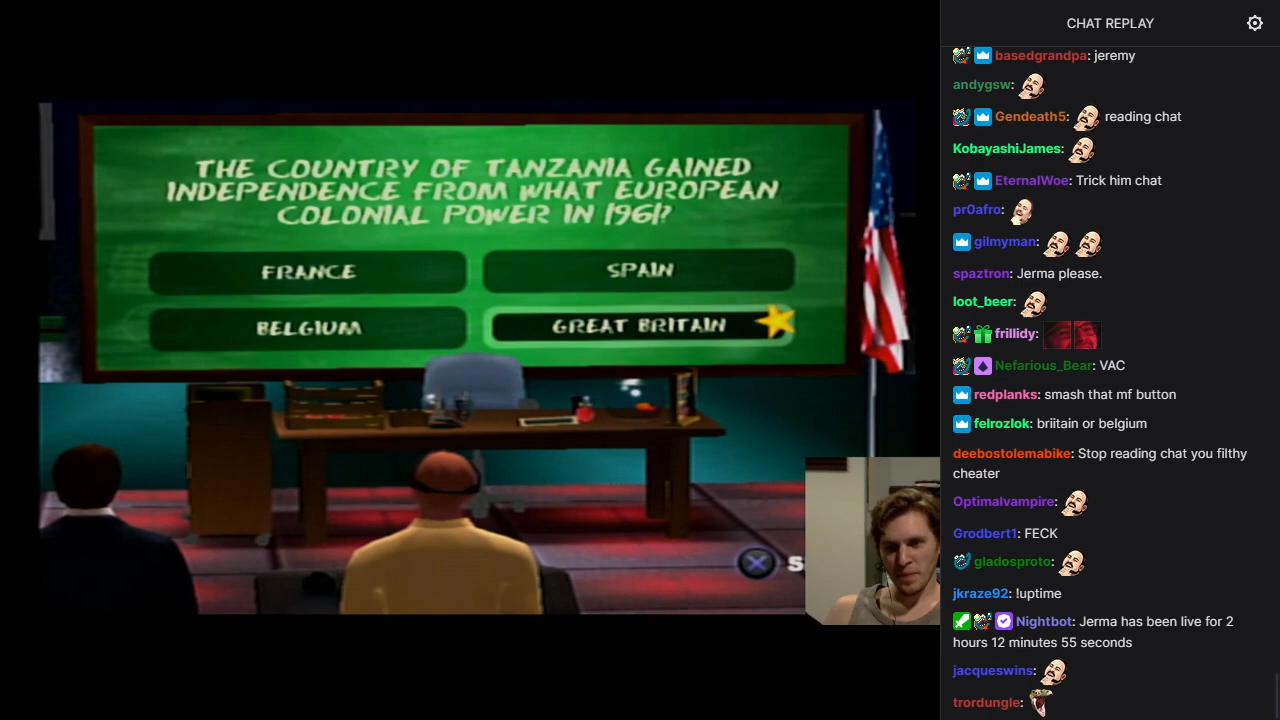 THE COUNTRY OF TANZANIA GAINED
INDEPENDENCE FROM WHAT EUROPEAN
COLONIAL POWER IN 1961?
FRANCE
SPAIN
BELGIUM
GREAT BRITAIN
S
CHAT REPLAY
basedgrandpa: jeremy
andygsw:
Gendeath5: reading chat
KobayashiJames:
EternalWoe: Trick him chat
pr0afro:
gilmyman:
spaztron: Jerma please.
loot_beer:
frillidy:
Nefarious_Bear: VAC
redplanks: smash that mf button
felrozlok: briitain or belgium
deebostolemabike: Stop reading chat you filthy
cheater
Optimalvampire:
Grodbert1: FECK
gladosproto:
jkraze92: !uptime
Nightbot: Jerma has been live for 2
hours 12 minutes 55 seconds
jacqueswins:
trordungle: